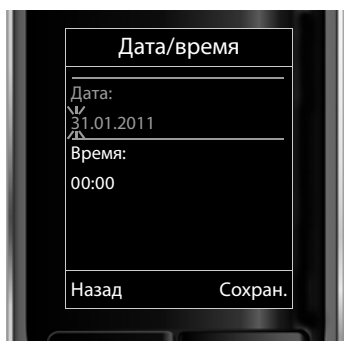 Дата/время
Дата:
31.01.2011
Время:
00:00
Назад Сохран.